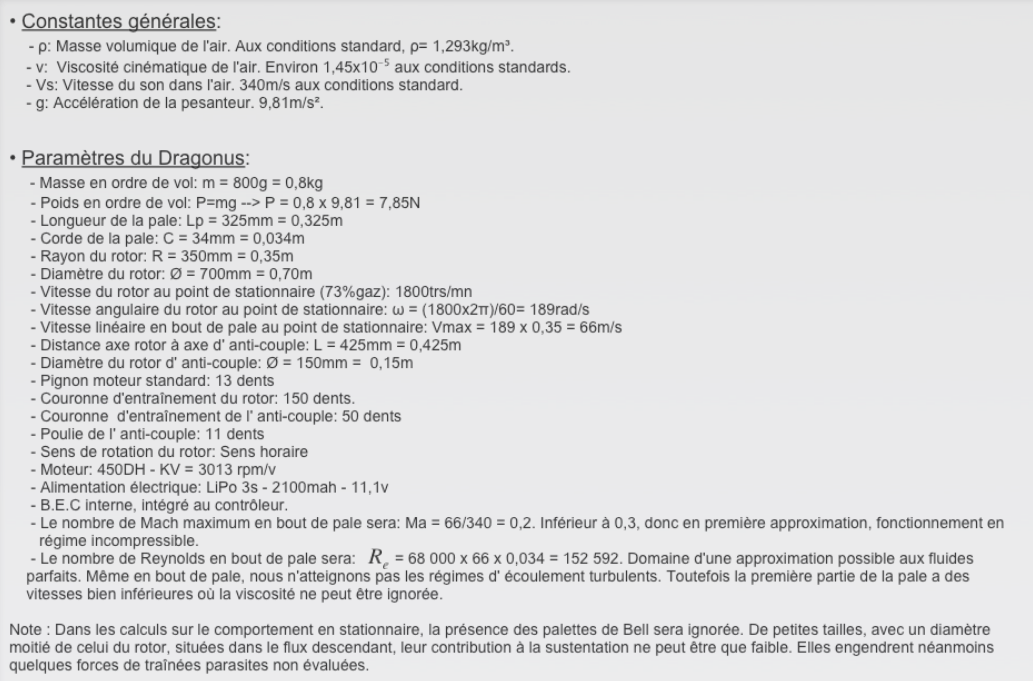 • Constantes générales:
- ρ: Masse volumique de l'air. Aux conditions standard, ρ= 1,293kg/m³.
- ν: Viscosité cinématique de l'air. Environ 1,45x10⁻⁵ aux conditions standards.
- Vs: Vitesse du son dans l'air. 340m/s aux conditions standard.
- g: Accélération de la pesanteur. 9,81m/s².
• Paramètres du Dragonus:
- Masse en ordre de vol: m = 800g = 0,8kg
- Poids en ordre de vol: P=mg --> P = 0,8 x 9,81 = 7,85N
- Longueur de la pale: Lp = 325mm = 0,325m
- Corde de la pale: C = 34mm = 0,034m
- Rayon du rotor: R = 350mm = 0,35m
- Diamètre du rotor: Ø = 700mm = 0,70m
- Vitesse du rotor au point de stationnaire (73%gaz): 1800trs/mn
- Vitesse angulaire du rotor au point de stationnaire: ω = (1800x2π)/60= 189rad/s
- Vitesse linéaire en bout de pale au point de stationnaire: Vmax = 189 x 0,35 = 66m/s
- Distance axe rotor à axe d' anti-couple: L = 425mm = 0,425m
- Diamètre du rotor d' anti-couple: Ø = 150mm = 0,15m
- Pignon moteur standard: 13 dents
- Couronne d'entraînement du rotor: 150 dents.
- Couronne d'entraînement de l' anti-couple: 50 dents
- Poulie de l' anti-couple: 11 dents
- Sens de rotation du rotor: Sens horaire
- Moteur: 450DH - KV = 3013 rpm/v
- Alimentation électrique: LiPo 3s - 2100mah - 11,1v
- B.E.C interne, intégré au contrôleur.
- Le nombre de Mach maximum en bout de pale sera: Ma = 66/340 = 0,2. Inférieur à 0,3, donc en première approximation, fonctionnement en
régime incompressible.
- Le nombre de Reynolds en bout de pale sera: Rₑ = 68 000 x 66 x 0,034 = 152 592. Domaine d'une approximation possible aux fluides
parfaits. Même en bout de pale, nous n'atteignons pas les régimes d' écoulement turbulents. Toutefois la première partie de la pale a des
vitesses bien inférieures où la viscosité ne peut être ignorée.
Note : Dans les calculs sur le comportement en stationnaire, la présence des palettes de Bell sera ignorée. De petites tailles, avec un diamètre
moitié de celui du rotor, situées dans le flux descendant, leur contribution à la sustentation ne peut être que faible. Elles engendrent néanmoins
quelques forces de traînées parasites non évaluées.